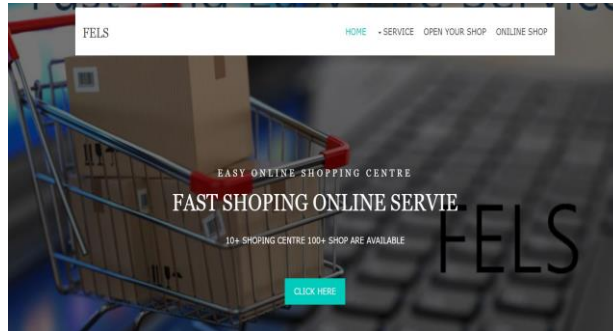 FELS
HOME SERVICE OPEN YOUR SHOP ONILINE SHOP
EASY ONLINE SHOPPING CENTRE
FAST SHOPING ONLINE SERVIE
FELS
10+ SHOPING CENTRE 100+ SHOP ARE AVAILABLE
CLICK HERE